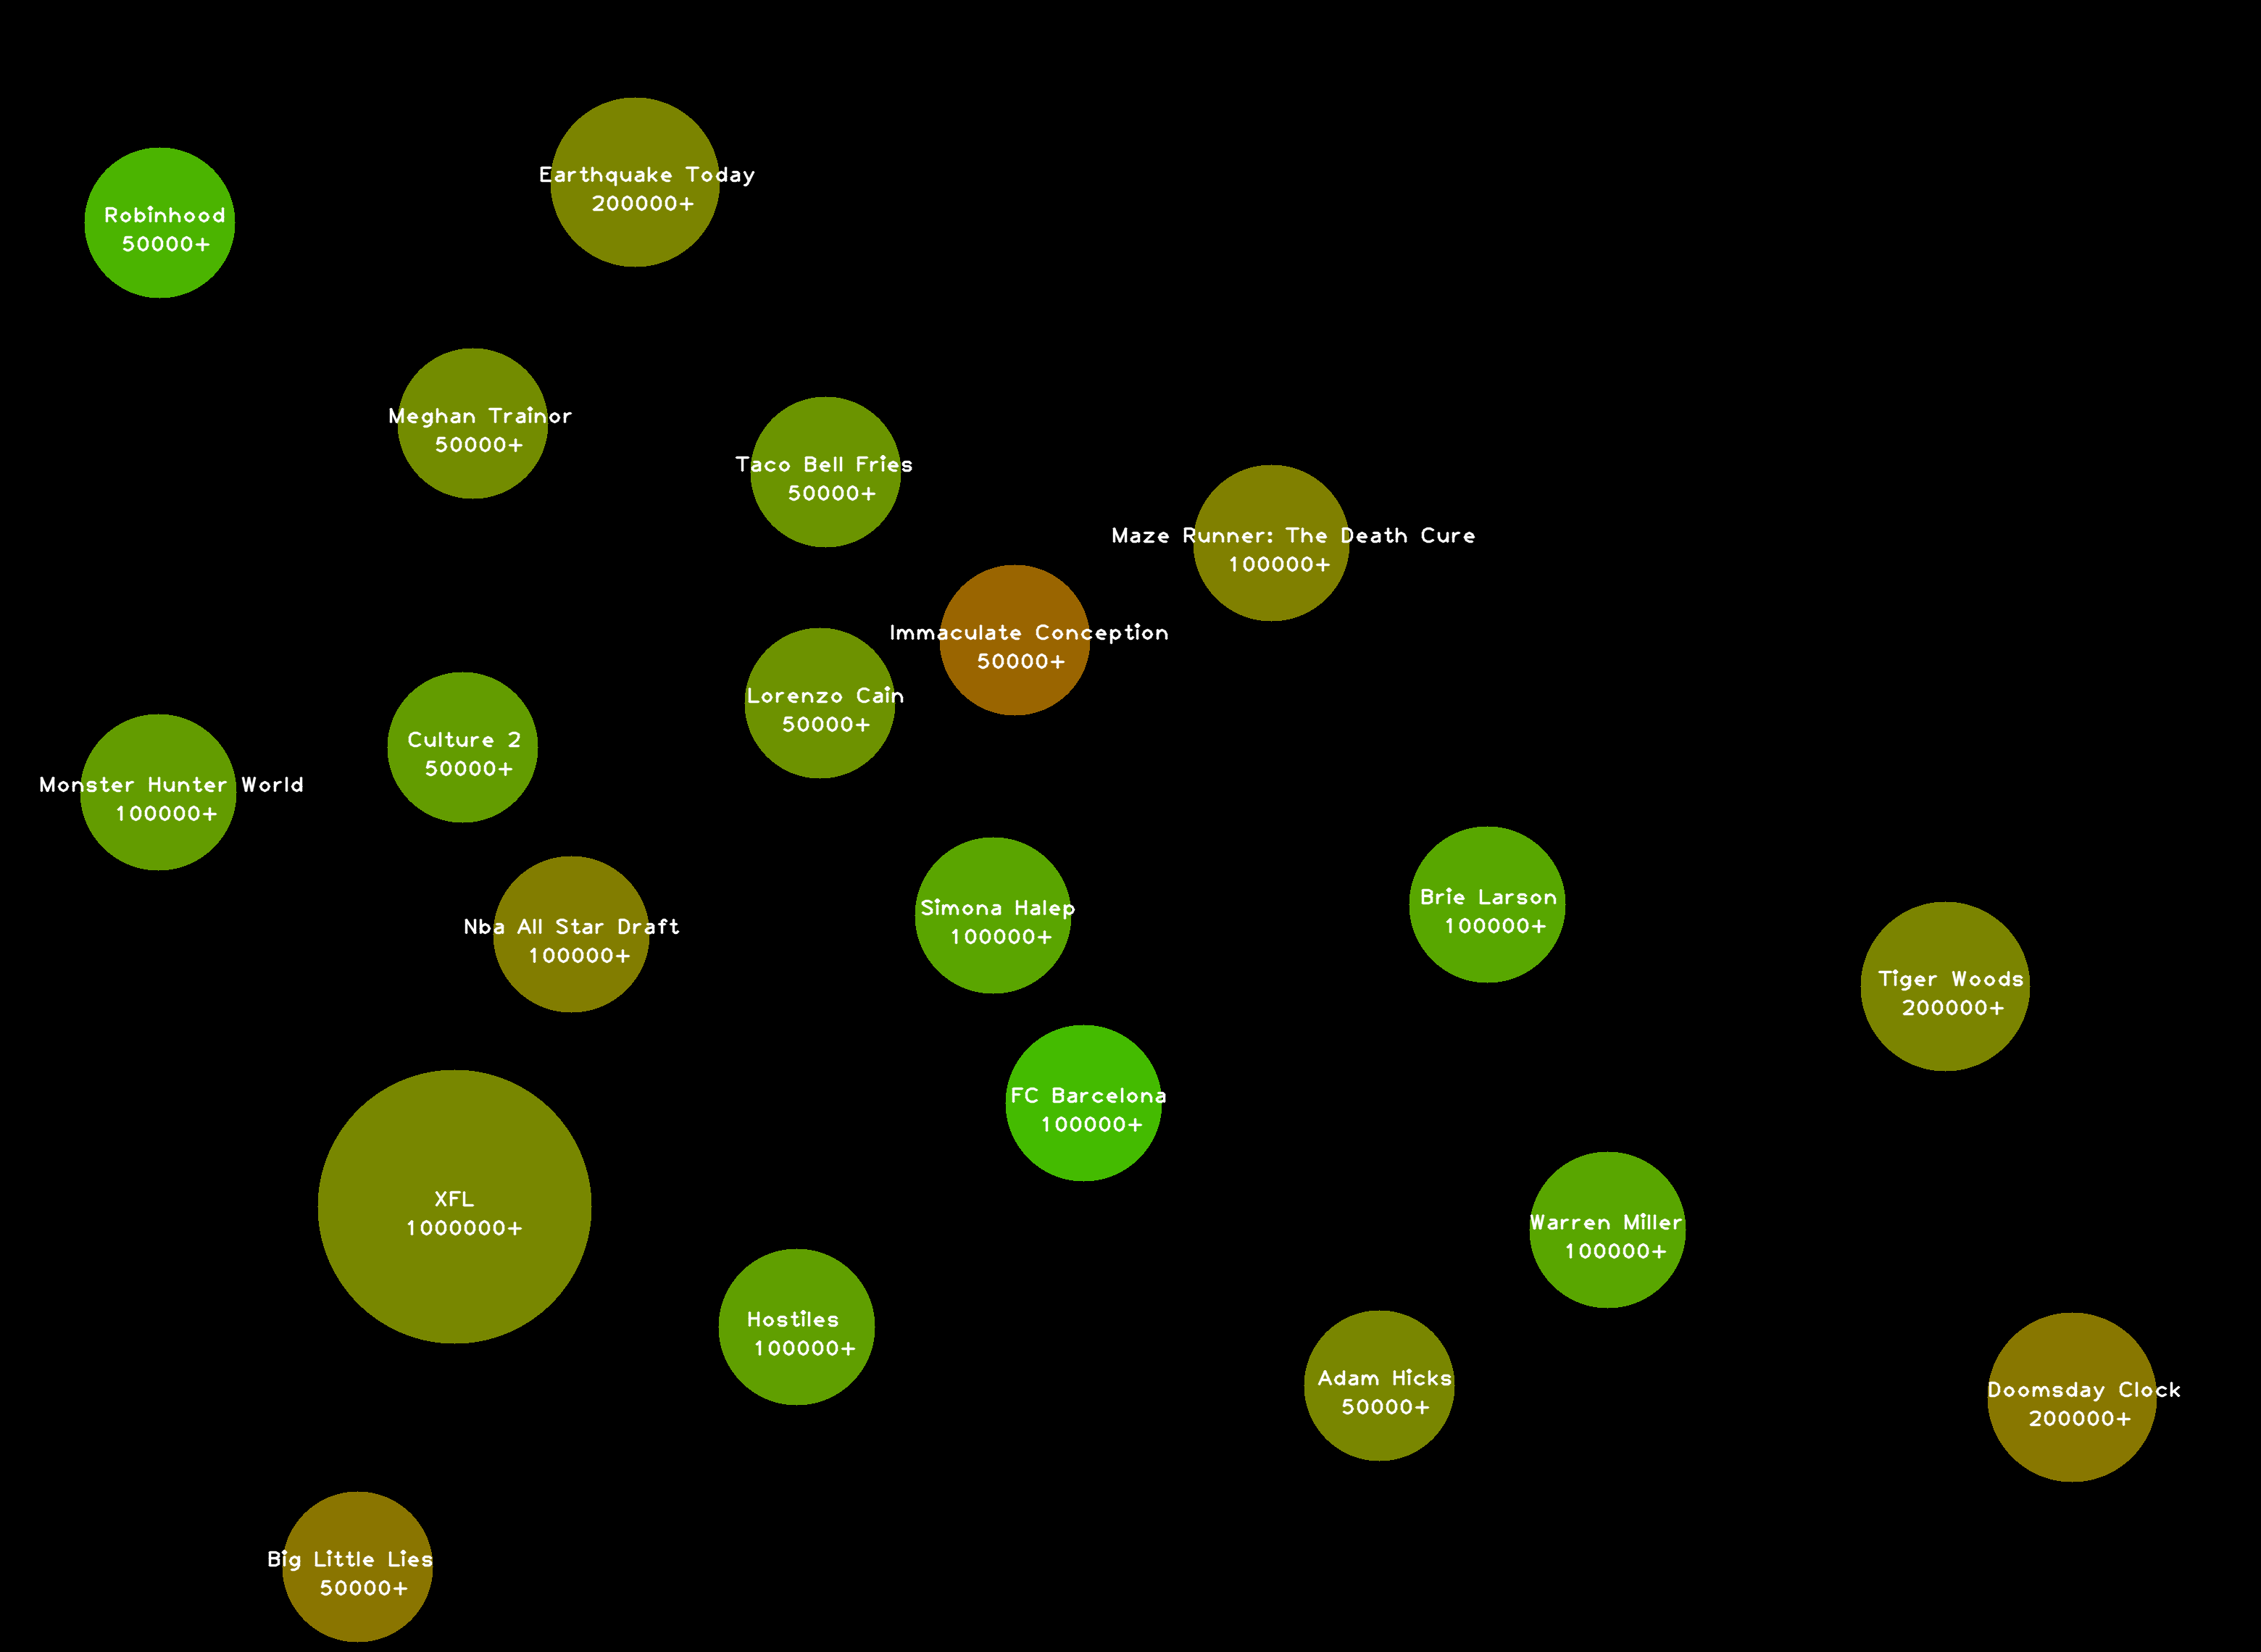 Earthquake Today
200000+
Robinhood
50000+
Meghan Trainor
50000+
Taco Bell Fries
50000+
Maze Runner: The Death Cure
100000+
Immaculate Conception
50000+
Lorenzo Cain
50000+
Culture 2
50000+
Monster Hunter World
100000+
Nba All Star Draft
100000+
Simona Halep
100000+
Brie Larson
100000+
Tiger Woods
200000+
FC Barcelona
100000+
XFL
1000000+
Warren Miller
100000+
Hostiles
100000+
Adam Hicks
50000+
Doomsday Clock
200000+
Big Little Lies
50000+